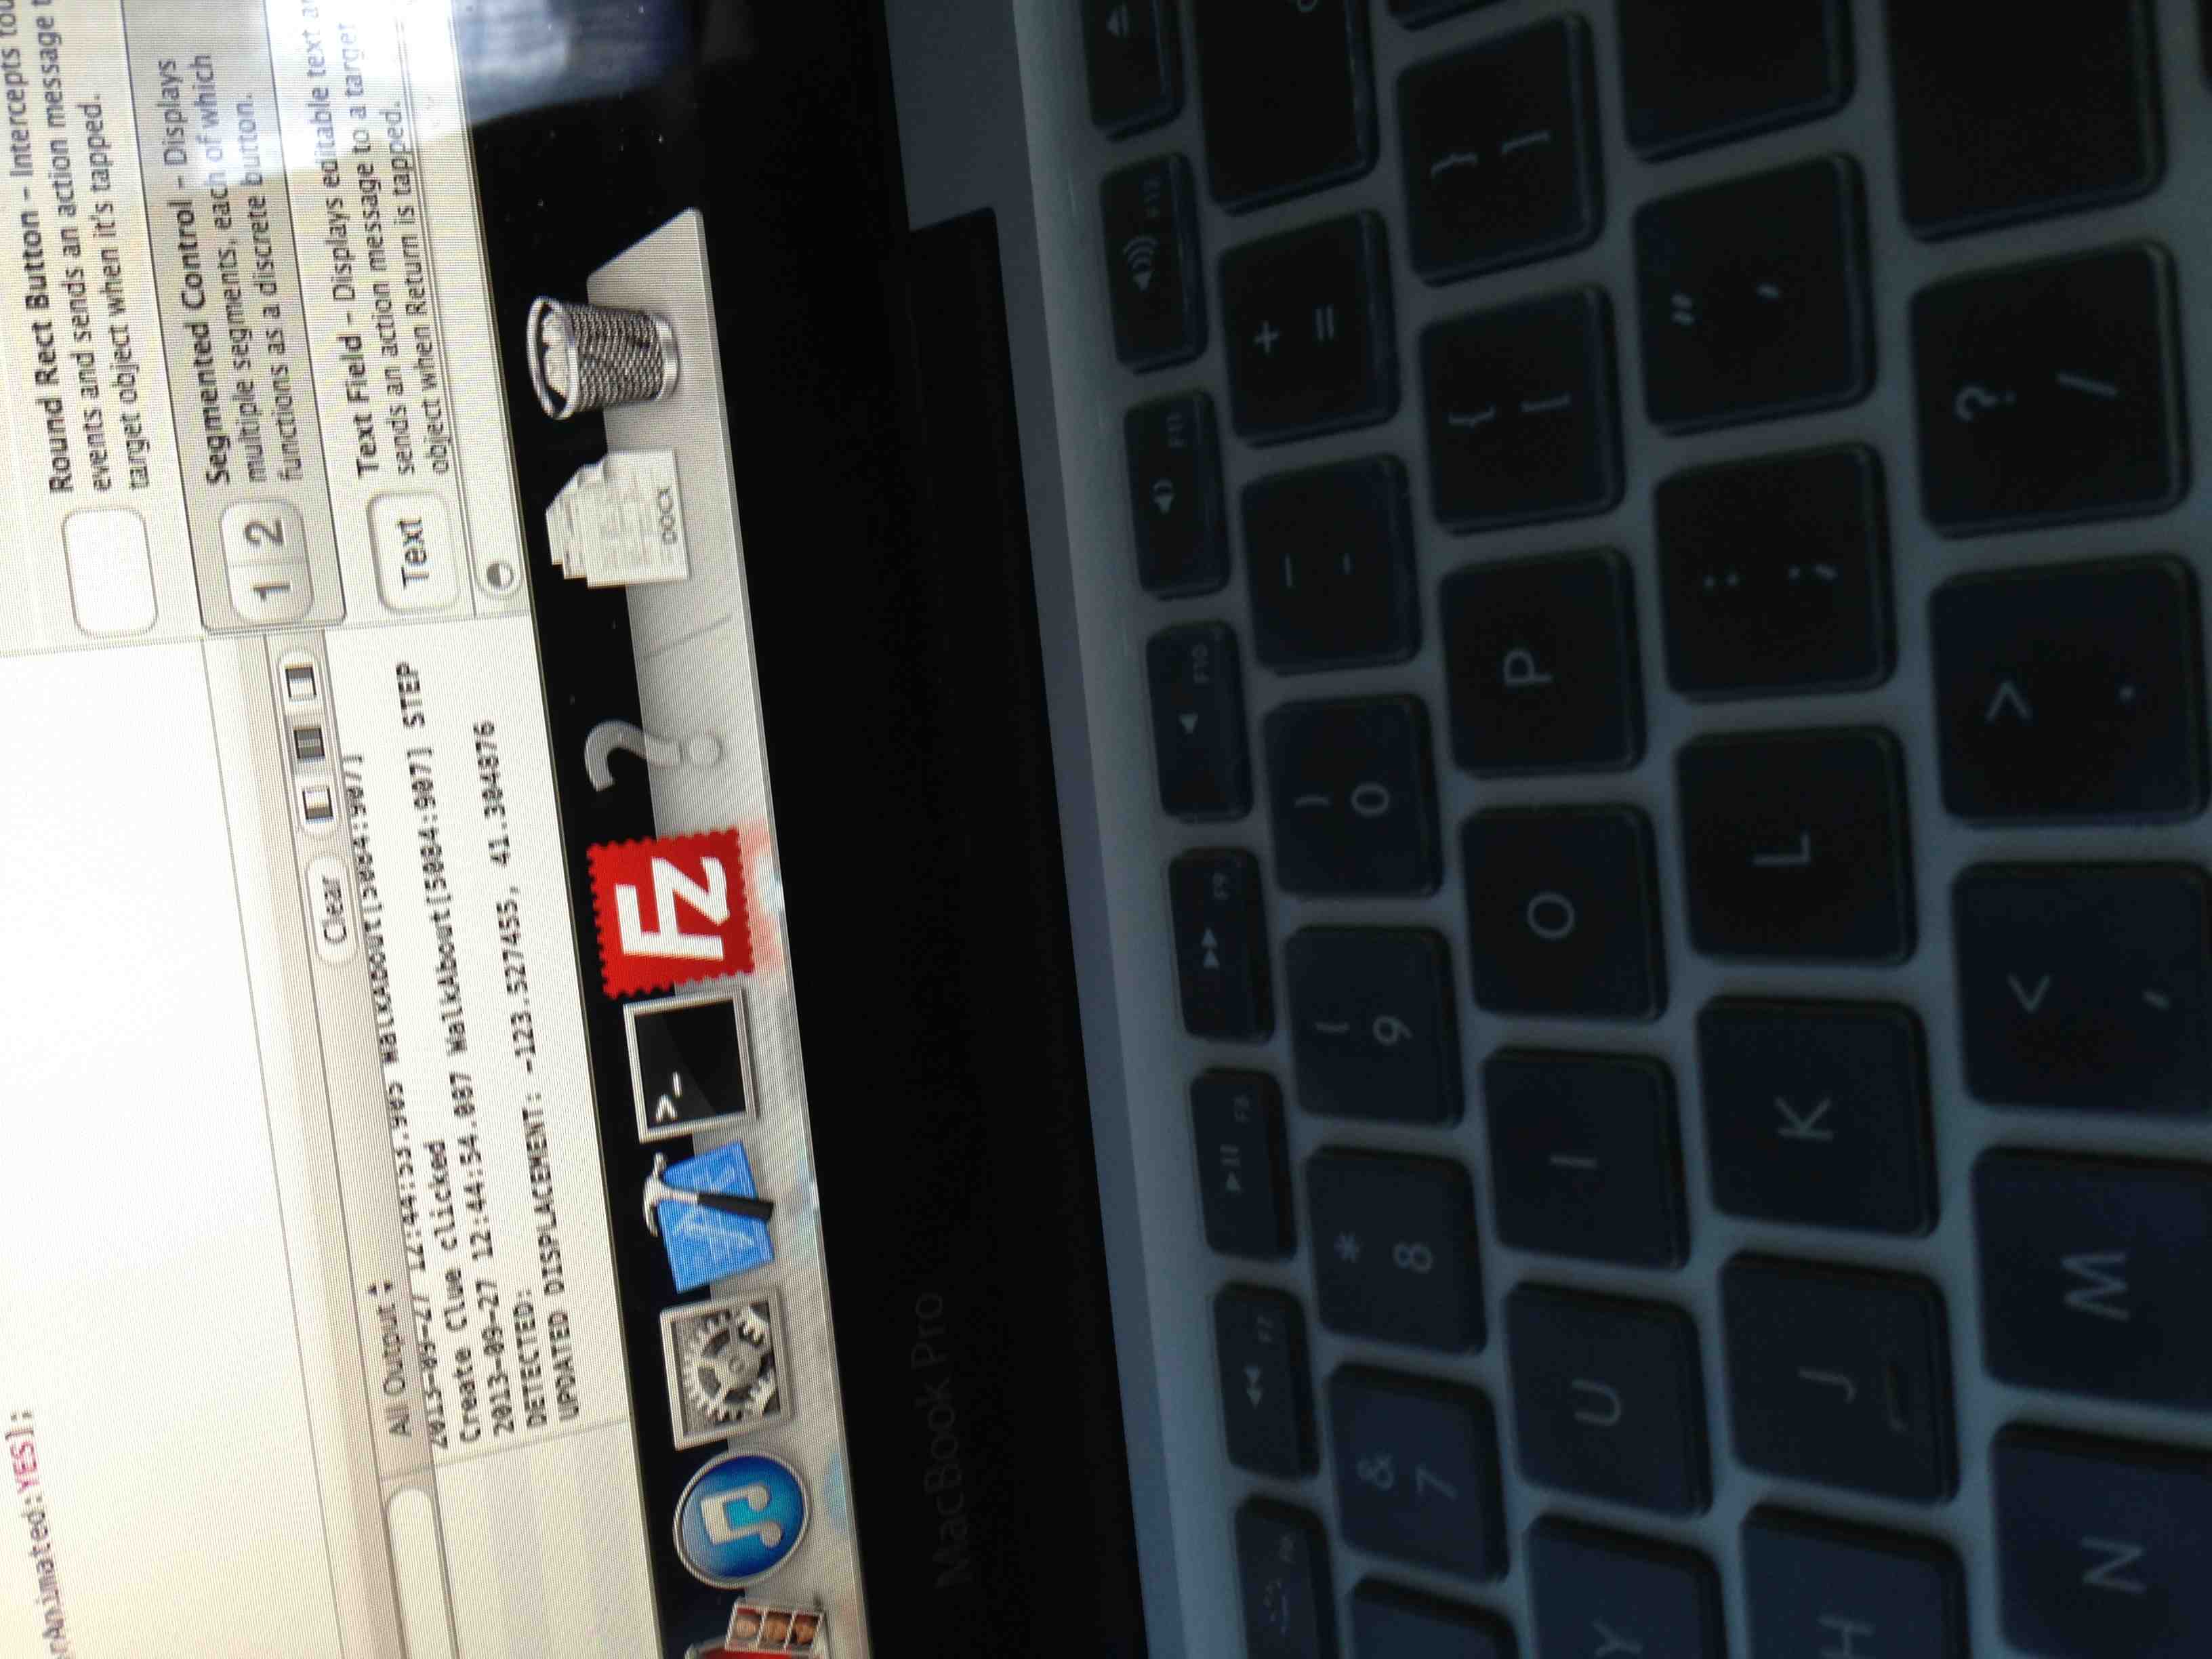 rAnimated:YES];
Round Rect Button – Intercepts
events and sends an action message
target object when it's tapped.
1 2
Segmented Control – Displays
multiple segments, each of which
functions as a discrete button.
Text
Text Field – Displays editable text
sends an action message to a target
object when Return is tapped.
Clear
All Output
2013-09-27 12:44:53.905 WalkAbout[5084:907]
Create Clue clicked
2013-09-27 12:44:54.087 WalkAbout[5084:907] STEP
DETECTED:
UPDATED DISPLACEMENT: -123.527455, 41.304876
>_
Fz
?
DOCX
MacBook Pro
F6 F7 F8 F9 F10 F11 F12
& * ( ) — +
7 8 9 0 - =
Y U I O P { [ } ]
H J K L : ; " '
N M < , > . ? /